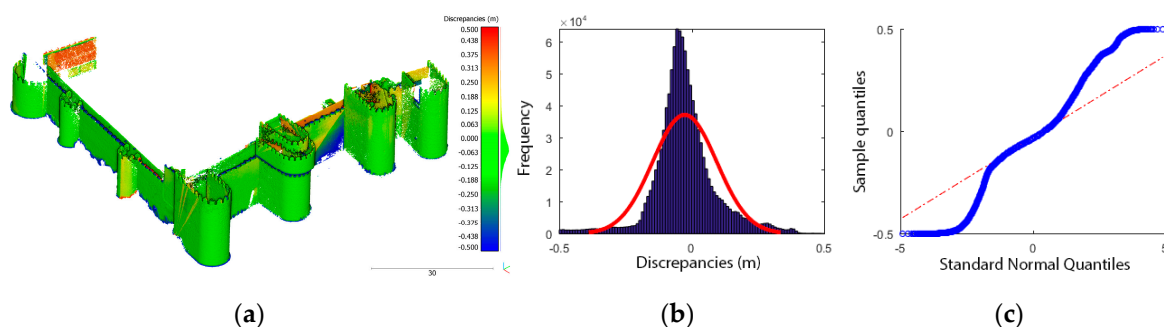 Discrepancies (m)
0.500
0.438
0.375
0.313
0.250
0.188
0.125
0.063
0.000
-0.063
-0.125
-0.188
-0.250
-0.313
-0.375
-0.438
-0.500
30
(a)
×10⁴
6
5
4
3
2
1
0
Frequency
-0.5 0 0.5
Discrepancies (m)
(b)
0.5
0
-0.5
Sample quantiles
-5 0 5
Standard Normal Quantiles
(c)